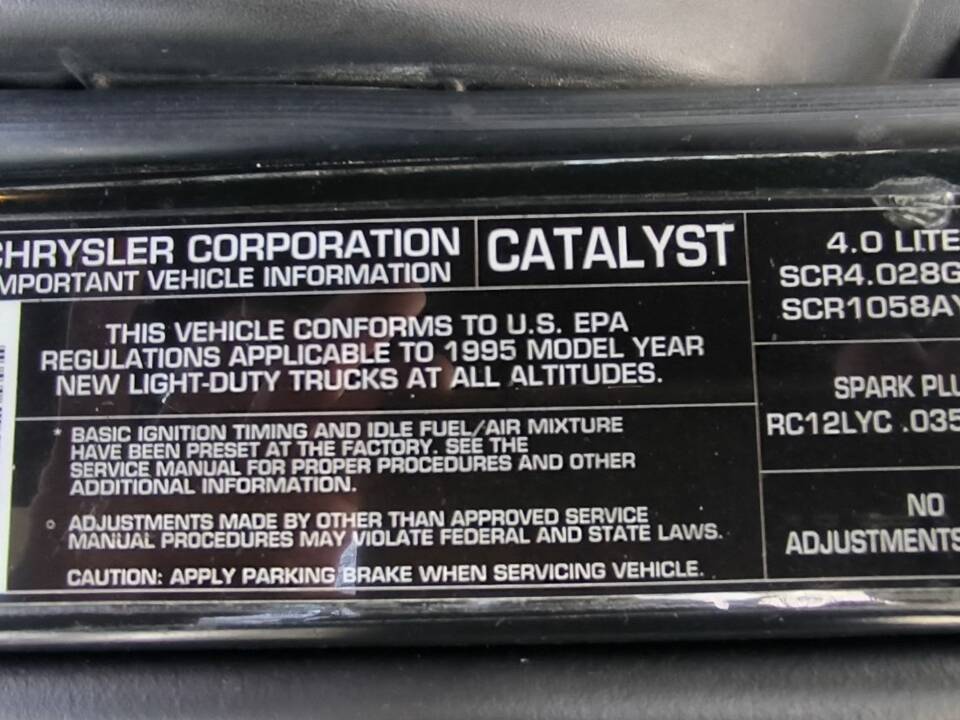 CHRYSLER CORPORATION
IMPORTANT VEHICLE INFORMATION
CATALYST
THIS VEHICLE CONFORMS TO U.S. EPA
REGULATIONS APPLICABLE TO 1995 MODEL YEAR
NEW LIGHT-DUTY TRUCKS AT ALL ALTITUDES.
* BASIC IGNITION TIMING AND IDLE FUEL/AIR MIXTURE
HAVE BEEN PRESET AT THE FACTORY. SEE THE
SERVICE MANUAL FOR PROPER PROCEDURES AND OTHER
ADDITIONAL INFORMATION.
° ADJUSTMENTS MADE BY OTHER THAN APPROVED SERVICE
MANUAL PROCEDURES MAY VIOLATE FEDERAL AND STATE LAWS.
CAUTION: APPLY PARKING BRAKE WHEN SERVICING VEHICLE.
4.0 LITE
SCR4.028G
SCR1058AY
SPARK PLU
RC12LYC .035
NO
ADJUSTMENTS